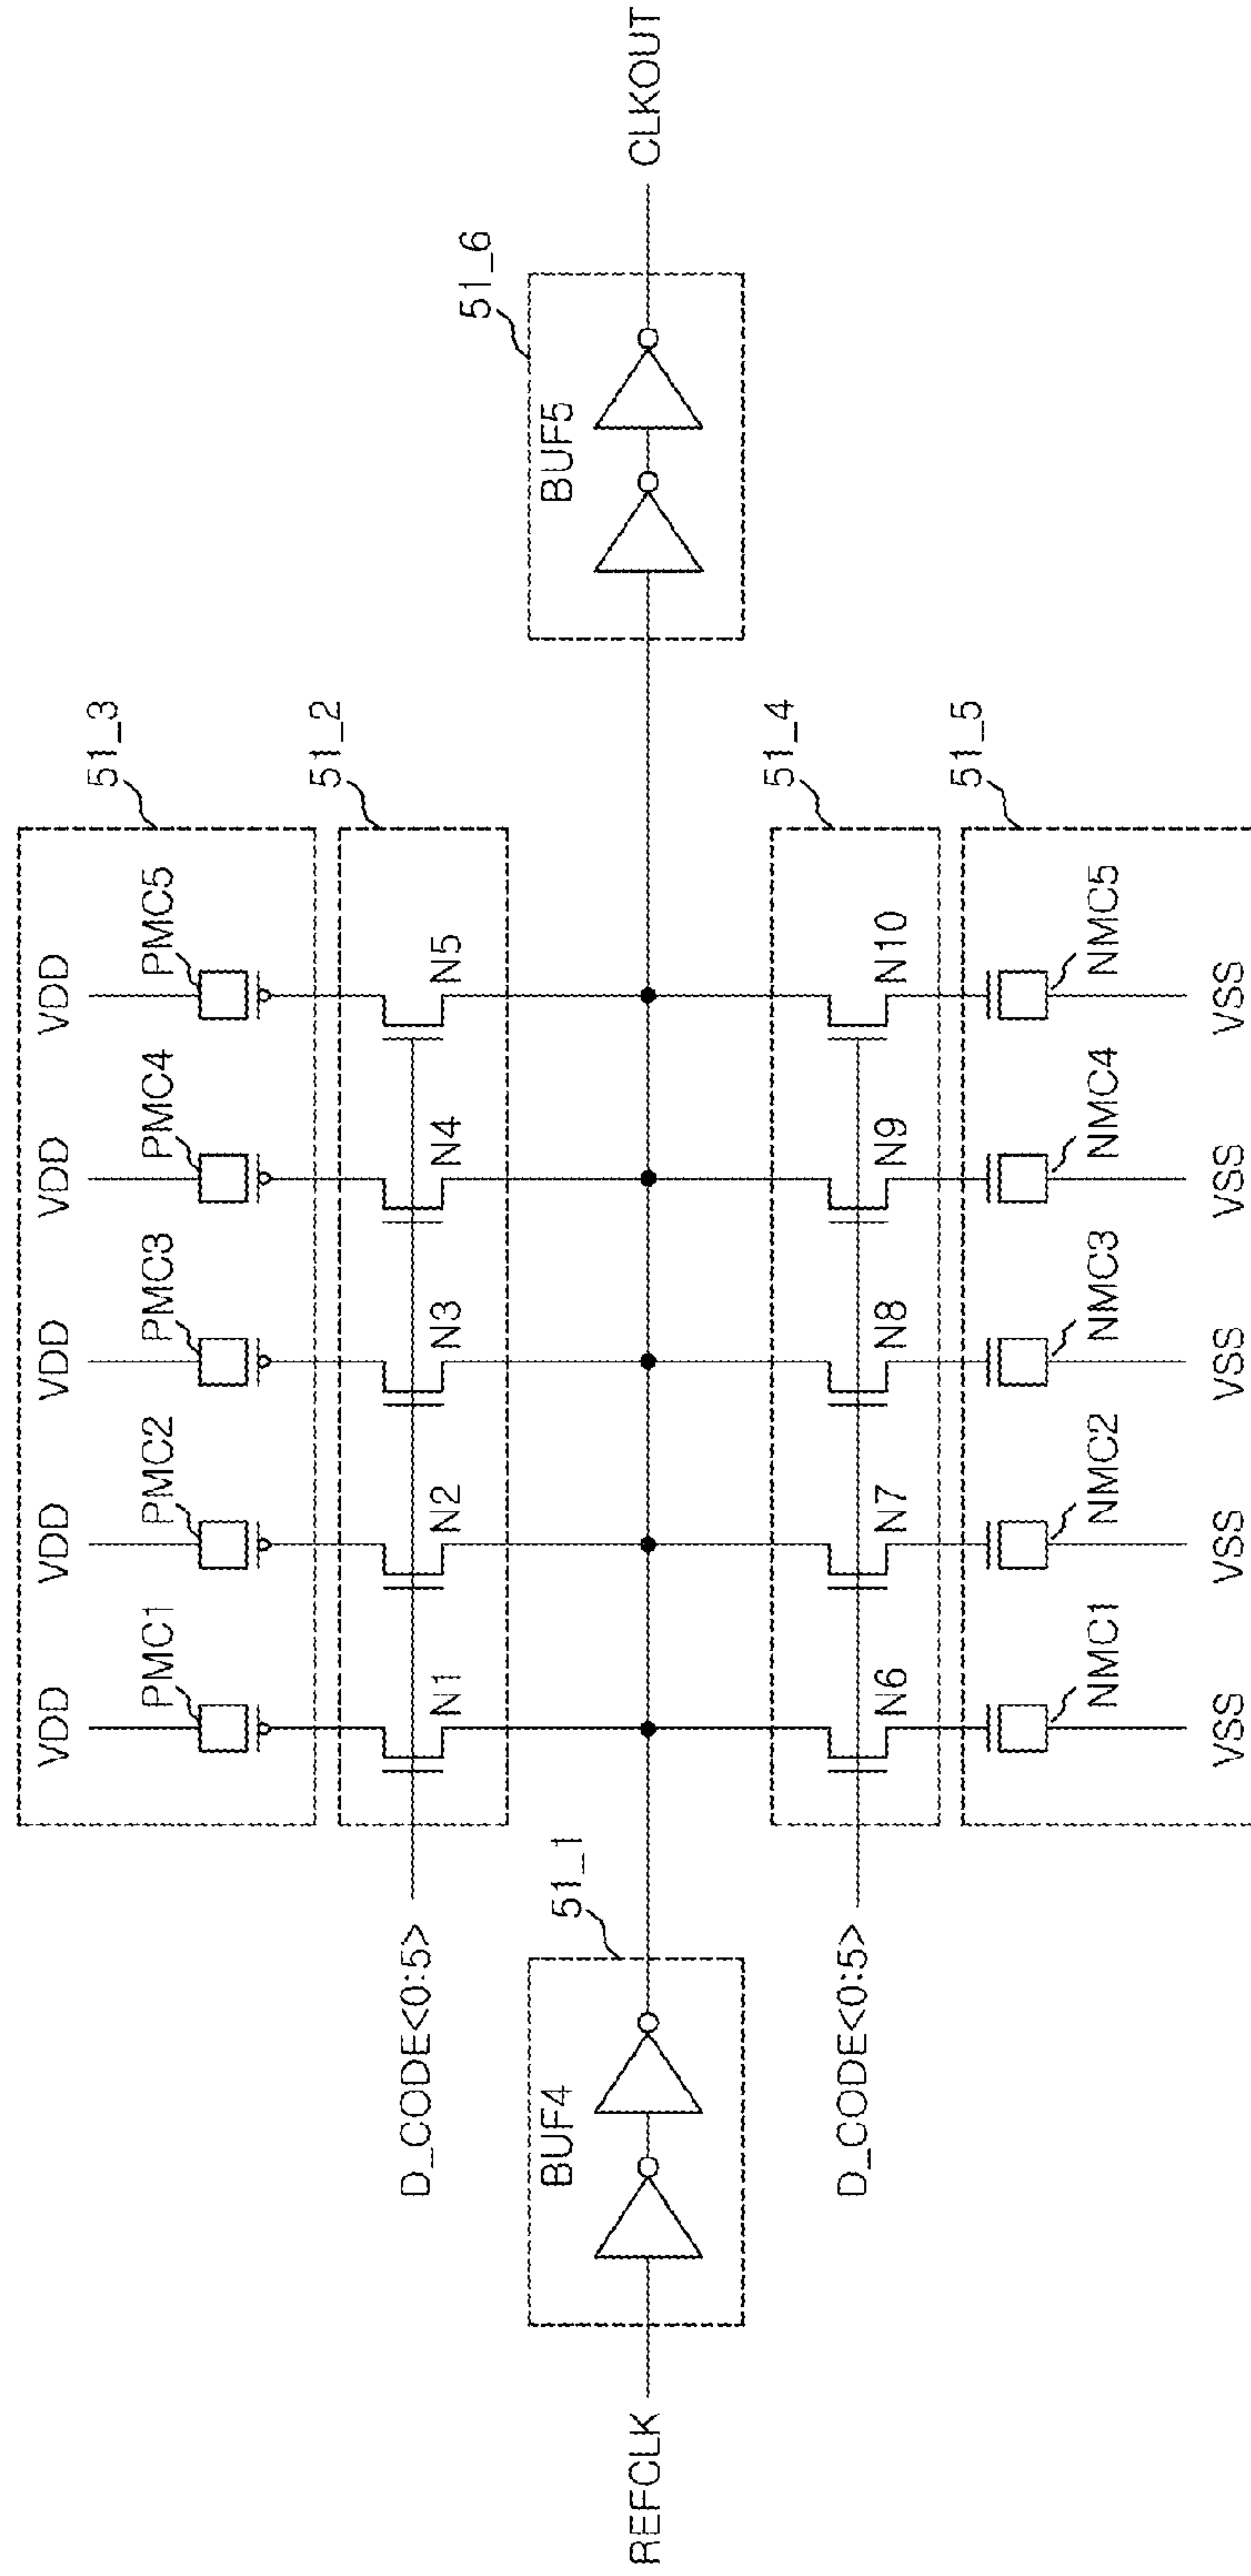 51_3
VDD VDD VDD VDD VDD
PMC1 PMC2 PMC3 PMC4 PMC5
51_2
D_CODE<0:5>
N1 N2 N3 N4 N5
51_1
51_6
BUF4
BUF5
REFCLK
CLKOUT
51_4
D_CODE<0:5>
N6 N7 N8 N9 N10
51_5
NMC1 NMC2 NMC3 NMC4 NMC5
VSS VSS VSS VSS VSS